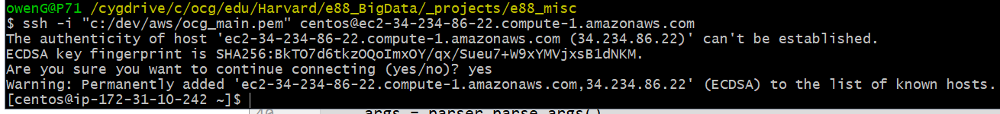 owenG@P71 /cygdrive/c/ocg/edu/Harvard/e88_BigData/_projects/e88_misc
$ ssh -i "c:/dev/aws/ocg_main.pem" centos@ec2-34-234-86-22.compute-1.amazonaws.com
The authenticity of host 'ec2-34-234-86-22.compute-1.amazonaws.com (34.234.86.22)' can't be established.
ECDSA key fingerprint is SHA256:BkTO7d6tkzOQoImxOY/qx/Sueu7+W9xYMVjxsB1dNKM.
Are you sure you want to continue connecting (yes/no)? yes
Warning: Permanently added 'ec2-34-234-86-22.compute-1.amazonaws.com,34.234.86.22' (ECDSA) to the list of known hosts.
[centos@ip-172-31-10-242 ~]$
40 args = parser.parse_args()